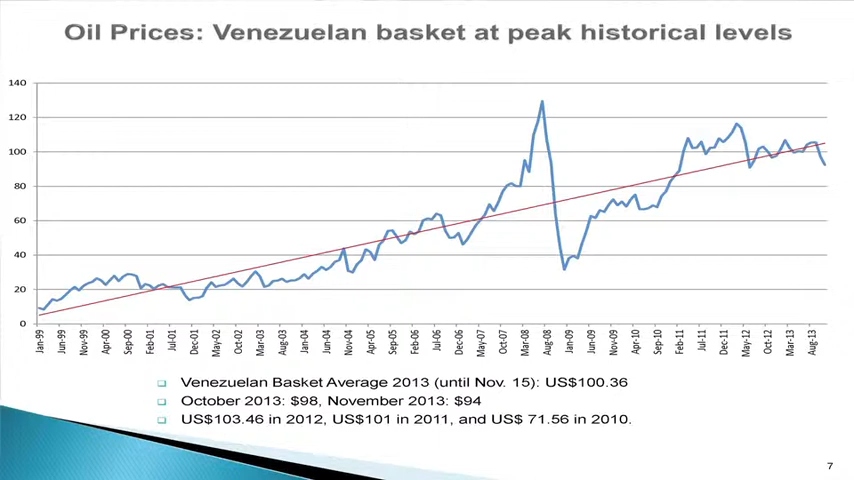 Oil Prices: Venezuelan basket at peak historical levels
140
120
100
80
60
40
20
0
Jan-99 Jun-99 Nov-99 Apr-00 Sep-00 Feb-01 Jul-01 Dec-01 May-02 Oct-02 Mar-03 Aug-03 Jan-04 Jun-04 Nov-04 Apr-05 Sep-05 Feb-06 Jul-06 Dec-06 May-07 Oct-07 Mar-08 Aug-08 Jan-09 Jun-09 Nov-09 Apr-10 Sep-10 Feb-11 Jul-11 Dec-11 May-12 Oct-12 Mar-13 Aug-13
Venezuelan Basket Average 2013 (until Nov. 15): US$100.36
October 2013: $98, November 2013: $94
US$103.46 in 2012, US$101 in 2011, and US$ 71.56 in 2010.
7